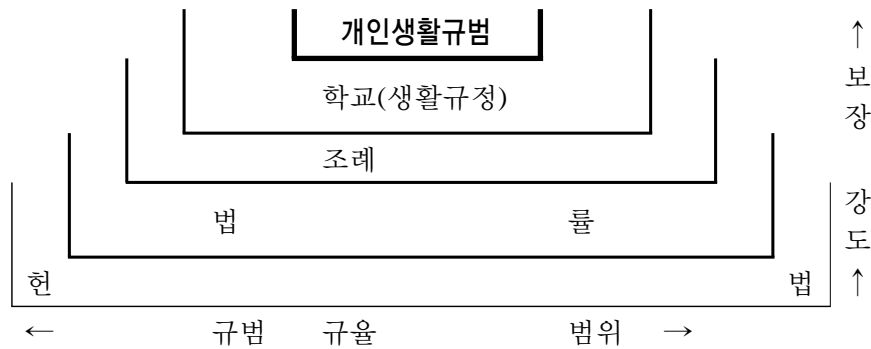 개인생활규범
학교(생활규정)
조례
법 률
헌 법
← 규범 규율 범위 →
↑
보
장
강
도
↑